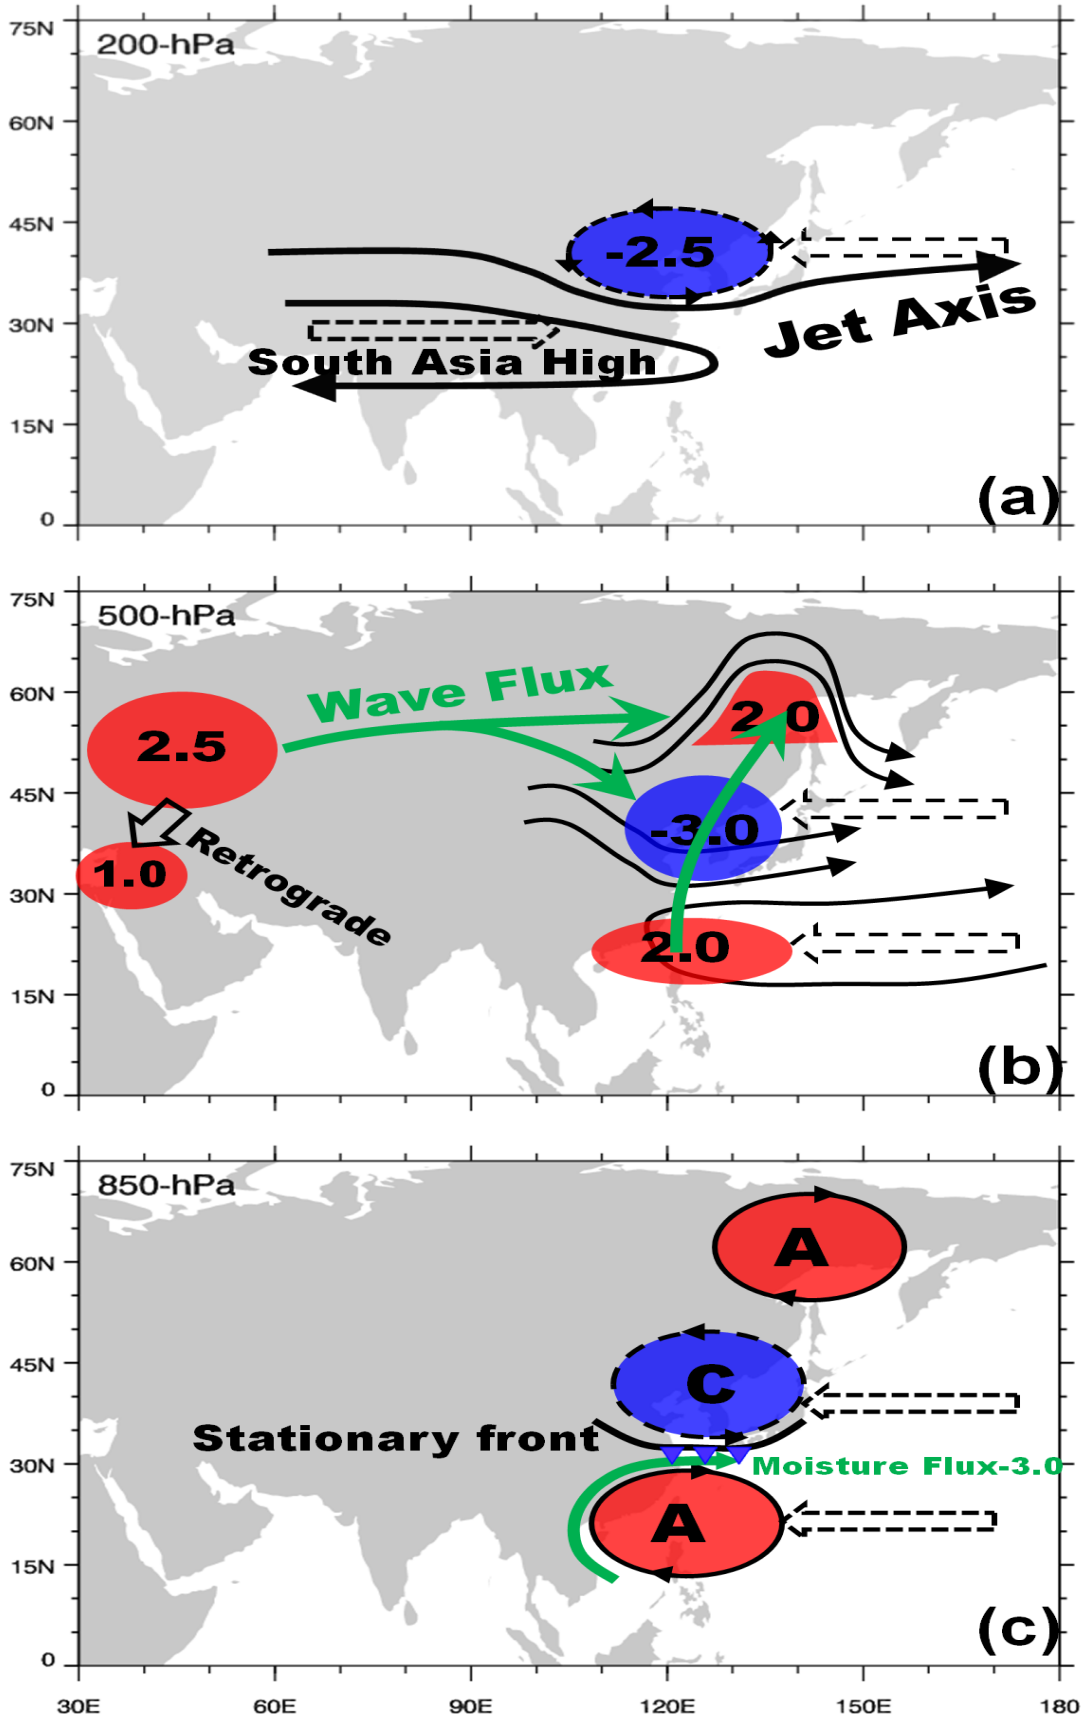 75N
200-hPa
60N
45N
-2.5
30N
Jet Axis
South Asia High
15N
(a)
0
75N
500-hPa
60N
Wave Flux
2.0
2.5
45N
-3.0
Retrograde
1.0
30N
2.0
15N
(b)
0
75N
850-hPa
A
60N
45N
C
Stationary front
30N
Moisture Flux-3.0
A
15N
(c)
0
30E 60E 90E 120E 150E 180